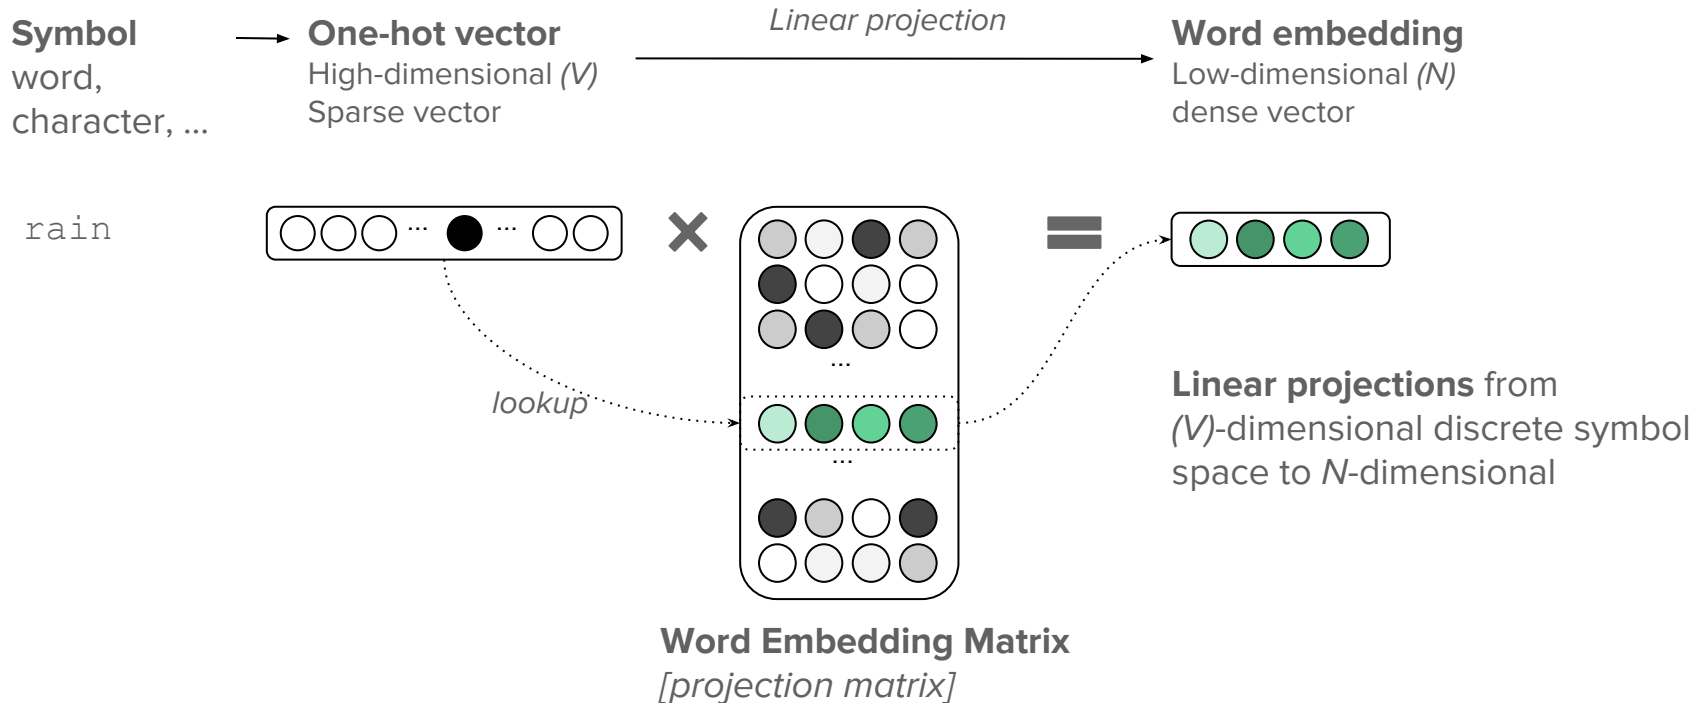 Symbol
word,
character, ...
One-hot vector
High-dimensional (V)
Sparse vector
Linear projection
Word embedding
Low-dimensional (N)
dense vector
rain
...
...
×
=
...
lookup
...
Linear projections from
(V)-dimensional discrete symbol
space to N-dimensional
Word Embedding Matrix
[projection matrix]